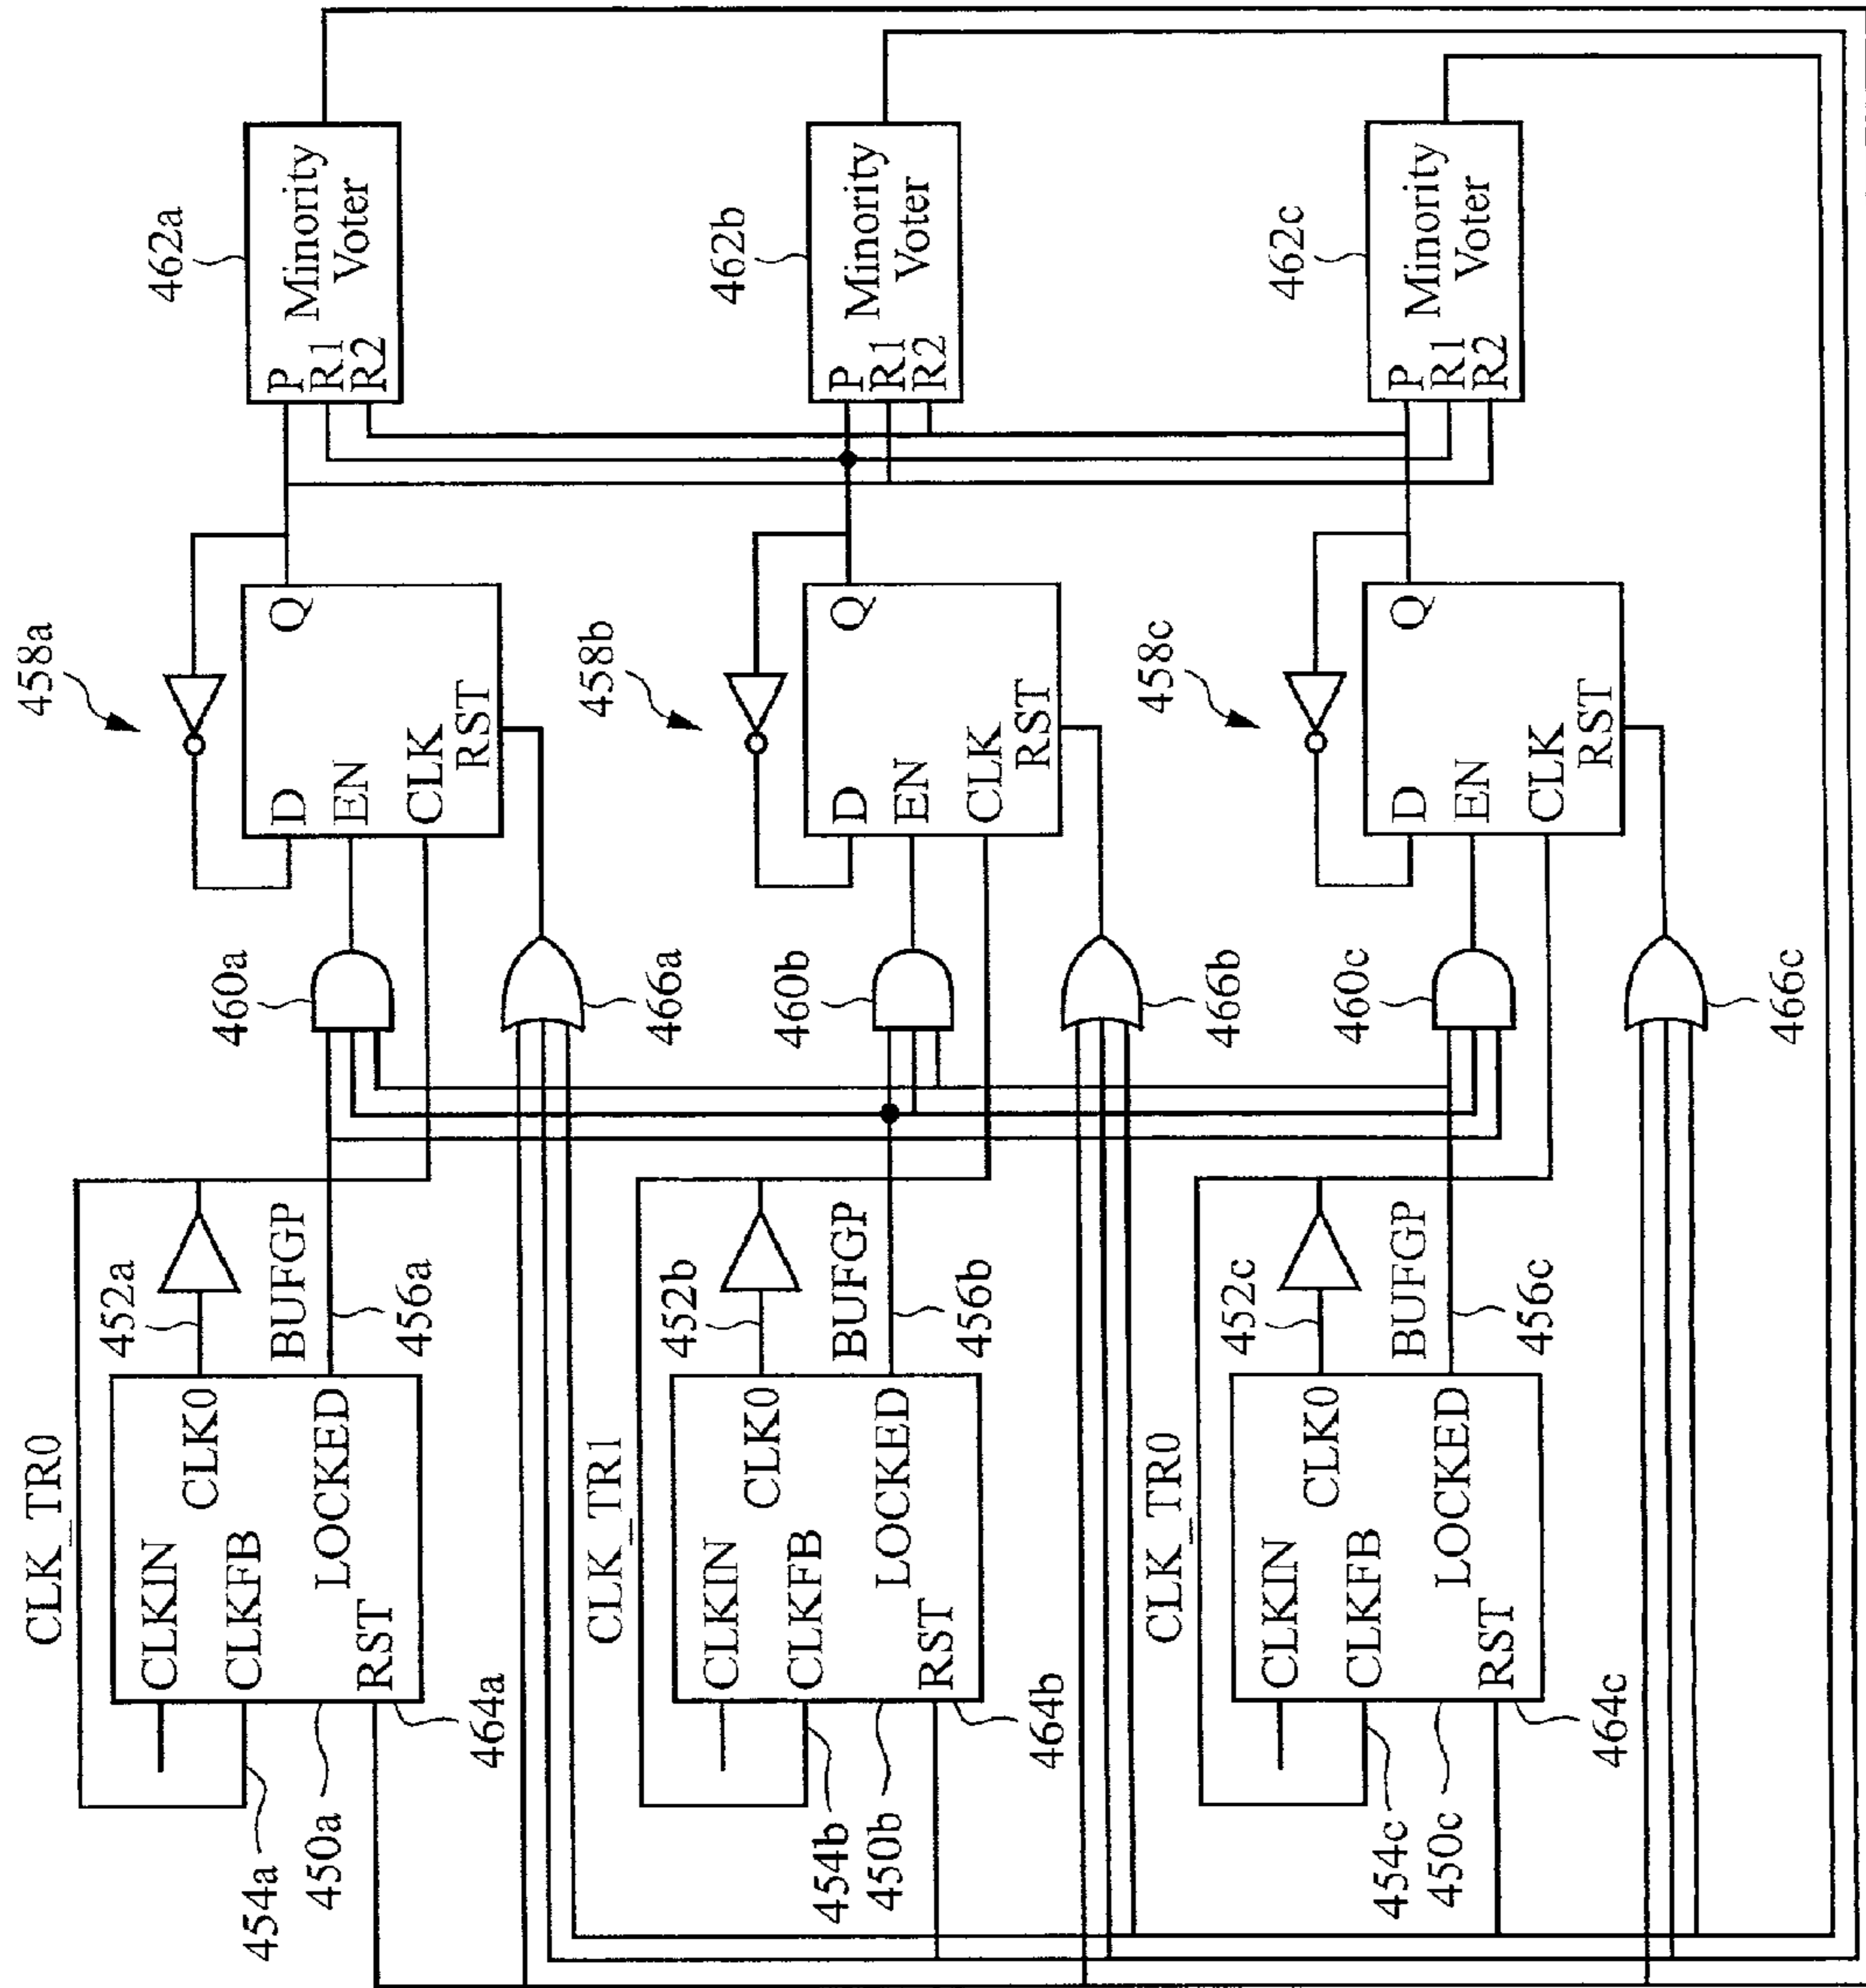 CLK_TR0
CLKIN
CLK0
CLKFB
LOCKED
RST
454a
450a
464a
452a
BUFGP
456a
460a
466a
458a
D
Q
EN
CLK
RST
462a
P
R1
R2
Minority
Voter
CLK_TR1
CLKIN
CLK0
CLKFB
LOCKED
RST
454b
450b
464b
452b
BUFGP
456b
460b
466b
458b
D
Q
EN
CLK
RST
462b
P
R1
R2
Minority
Voter
CLK_TR0
CLKIN
CLK0
CLKFB
LOCKED
RST
454c
450c
464c
452c
BUFGP
456c
460c
466c
458c
D
Q
EN
CLK
RST
462c
P
R1
R2
Minority
Voter